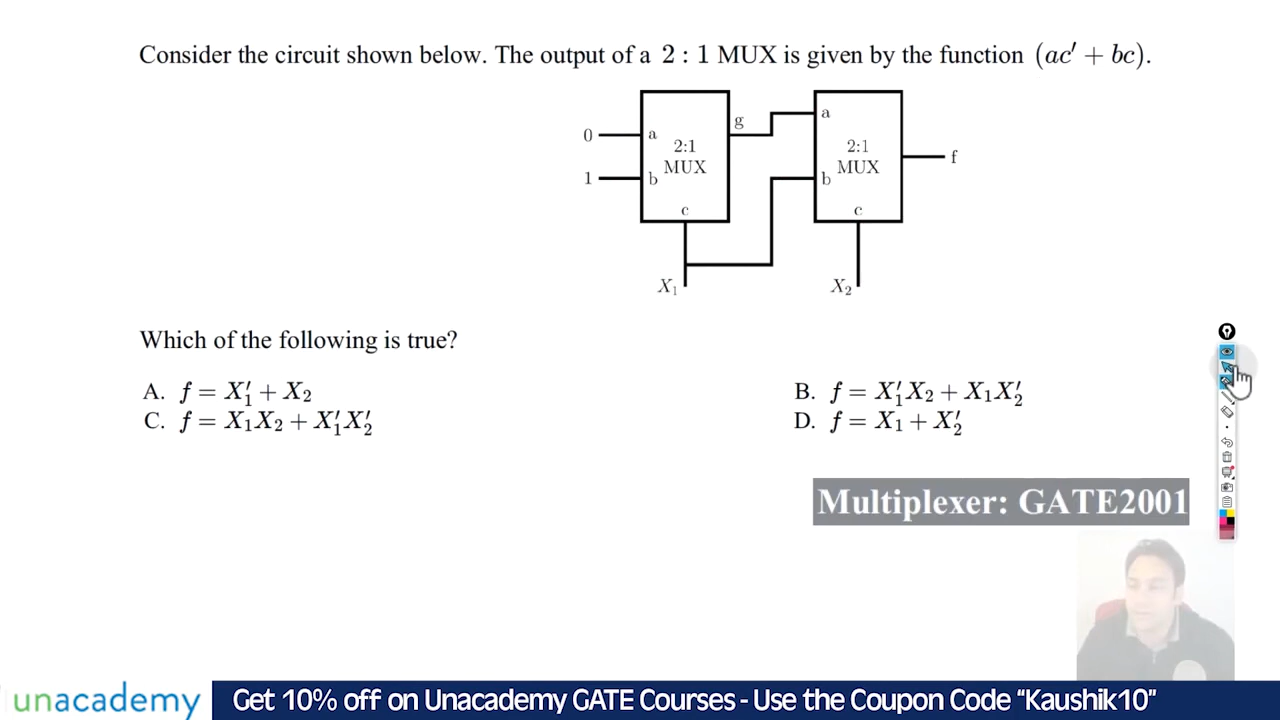 Consider the circuit shown below. The output of a 2 : 1 MUX is given by the function (ac′ + bc).
0 a 2:1 MUX g
1 b
c
X₁
a 2:1 MUX f
b
c
X₂
Which of the following is true?
A. f = X₁′ + X₂
B. f = X₁′X₂ + X₁X₂′
C. f = X₁X₂ + X₁′X₂′
D. f = X₁ + X₂′
Multiplexer: GATE2001
unacademy
Get 10% off on Unacademy GATE Courses - Use the Coupon Code “Kaushik10”